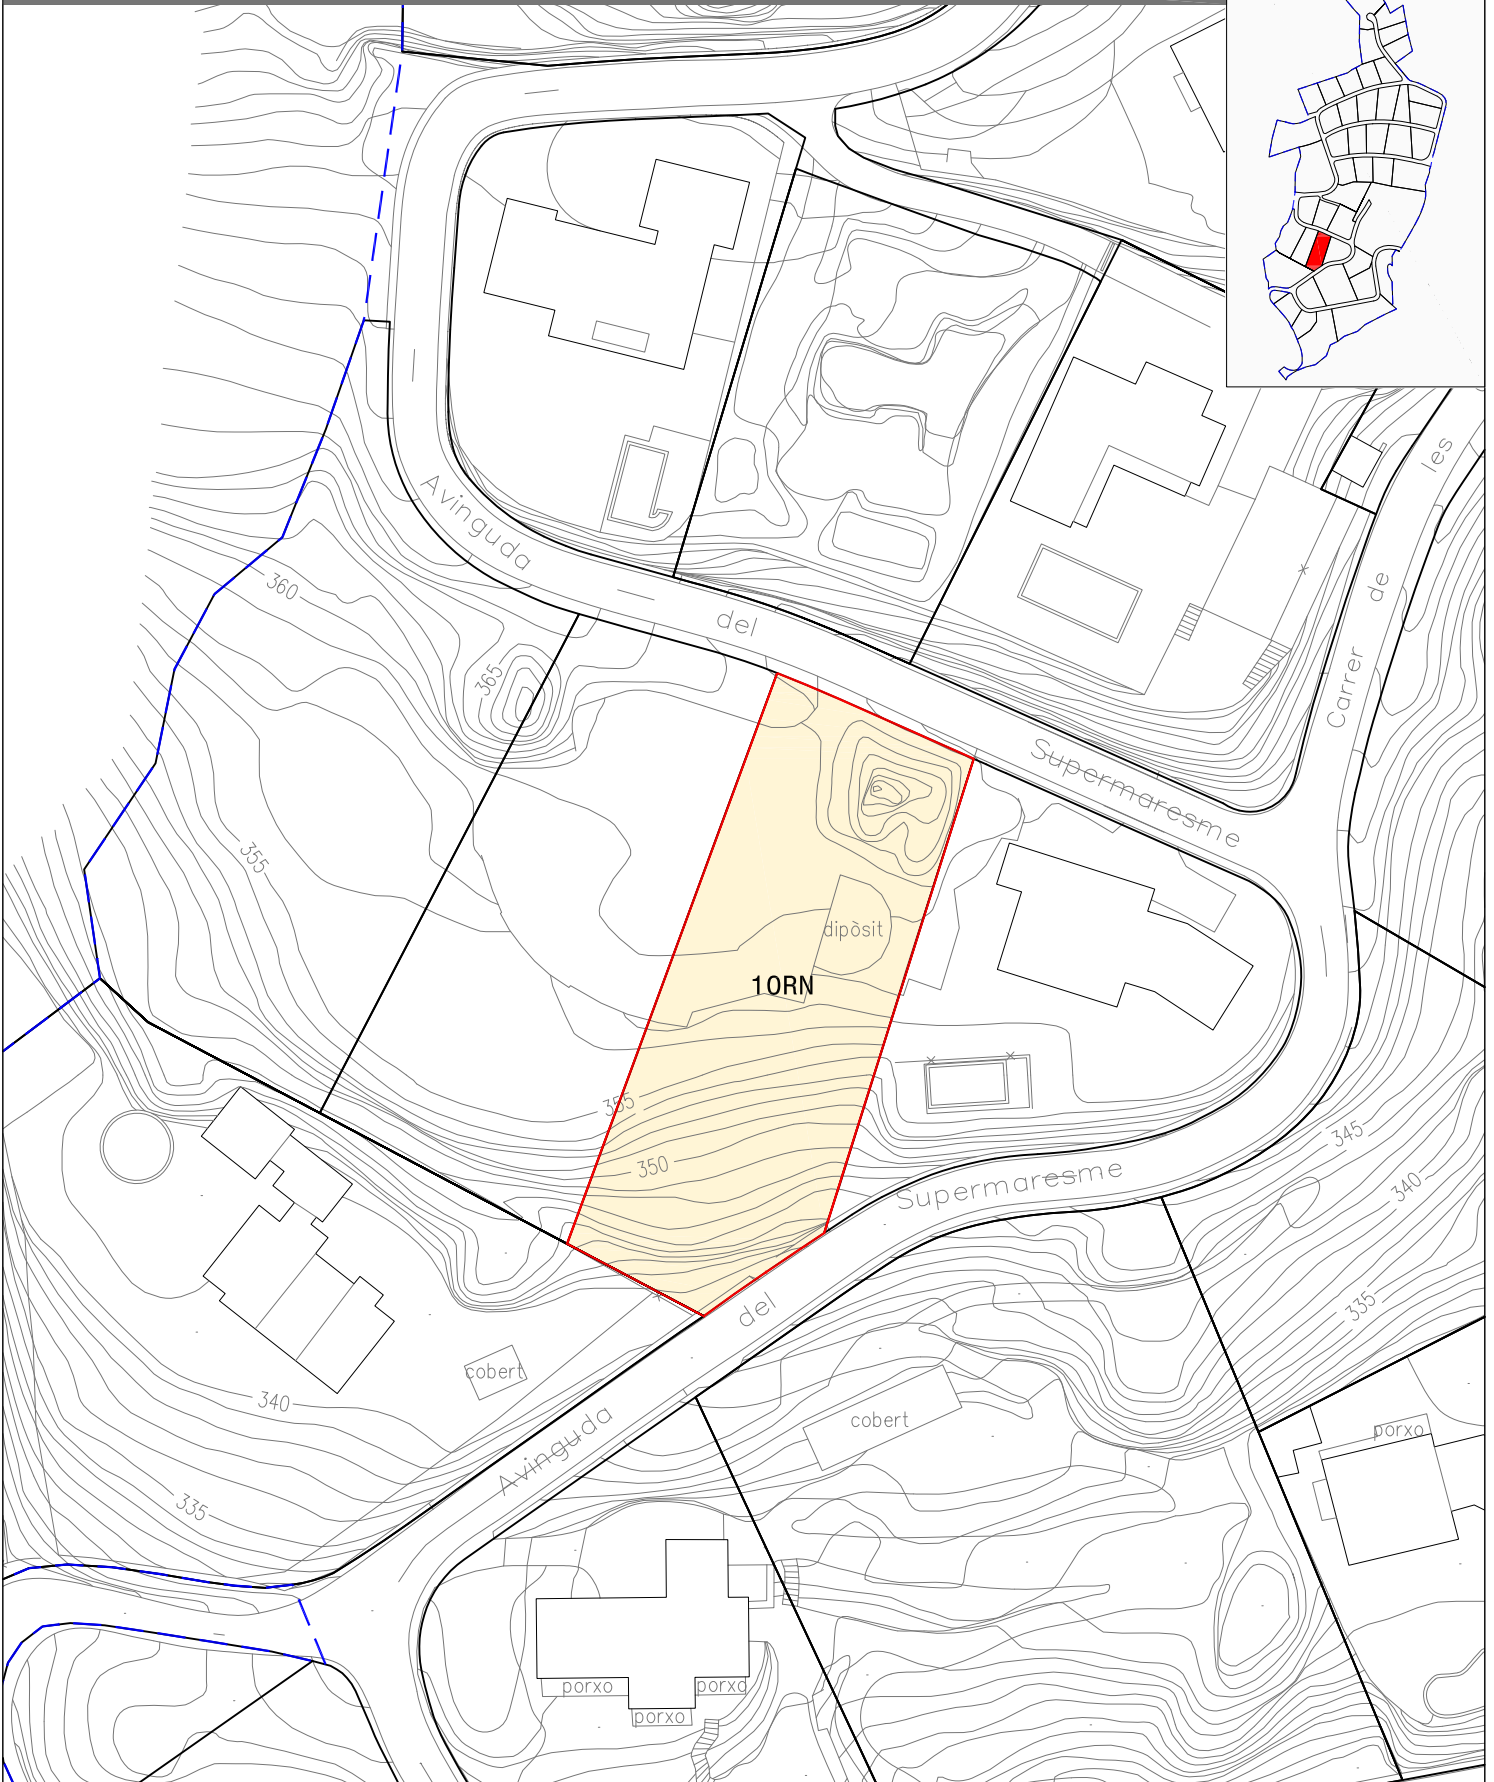 les
Avinguda
de
360
del
Carrer
365
Supermaresme
355
dipòsit
10RN
355
345
350
Supermaresme
340
335
del
cobert
340
Avinguda
cobert
porxo
335
porxo
porxo
porxo